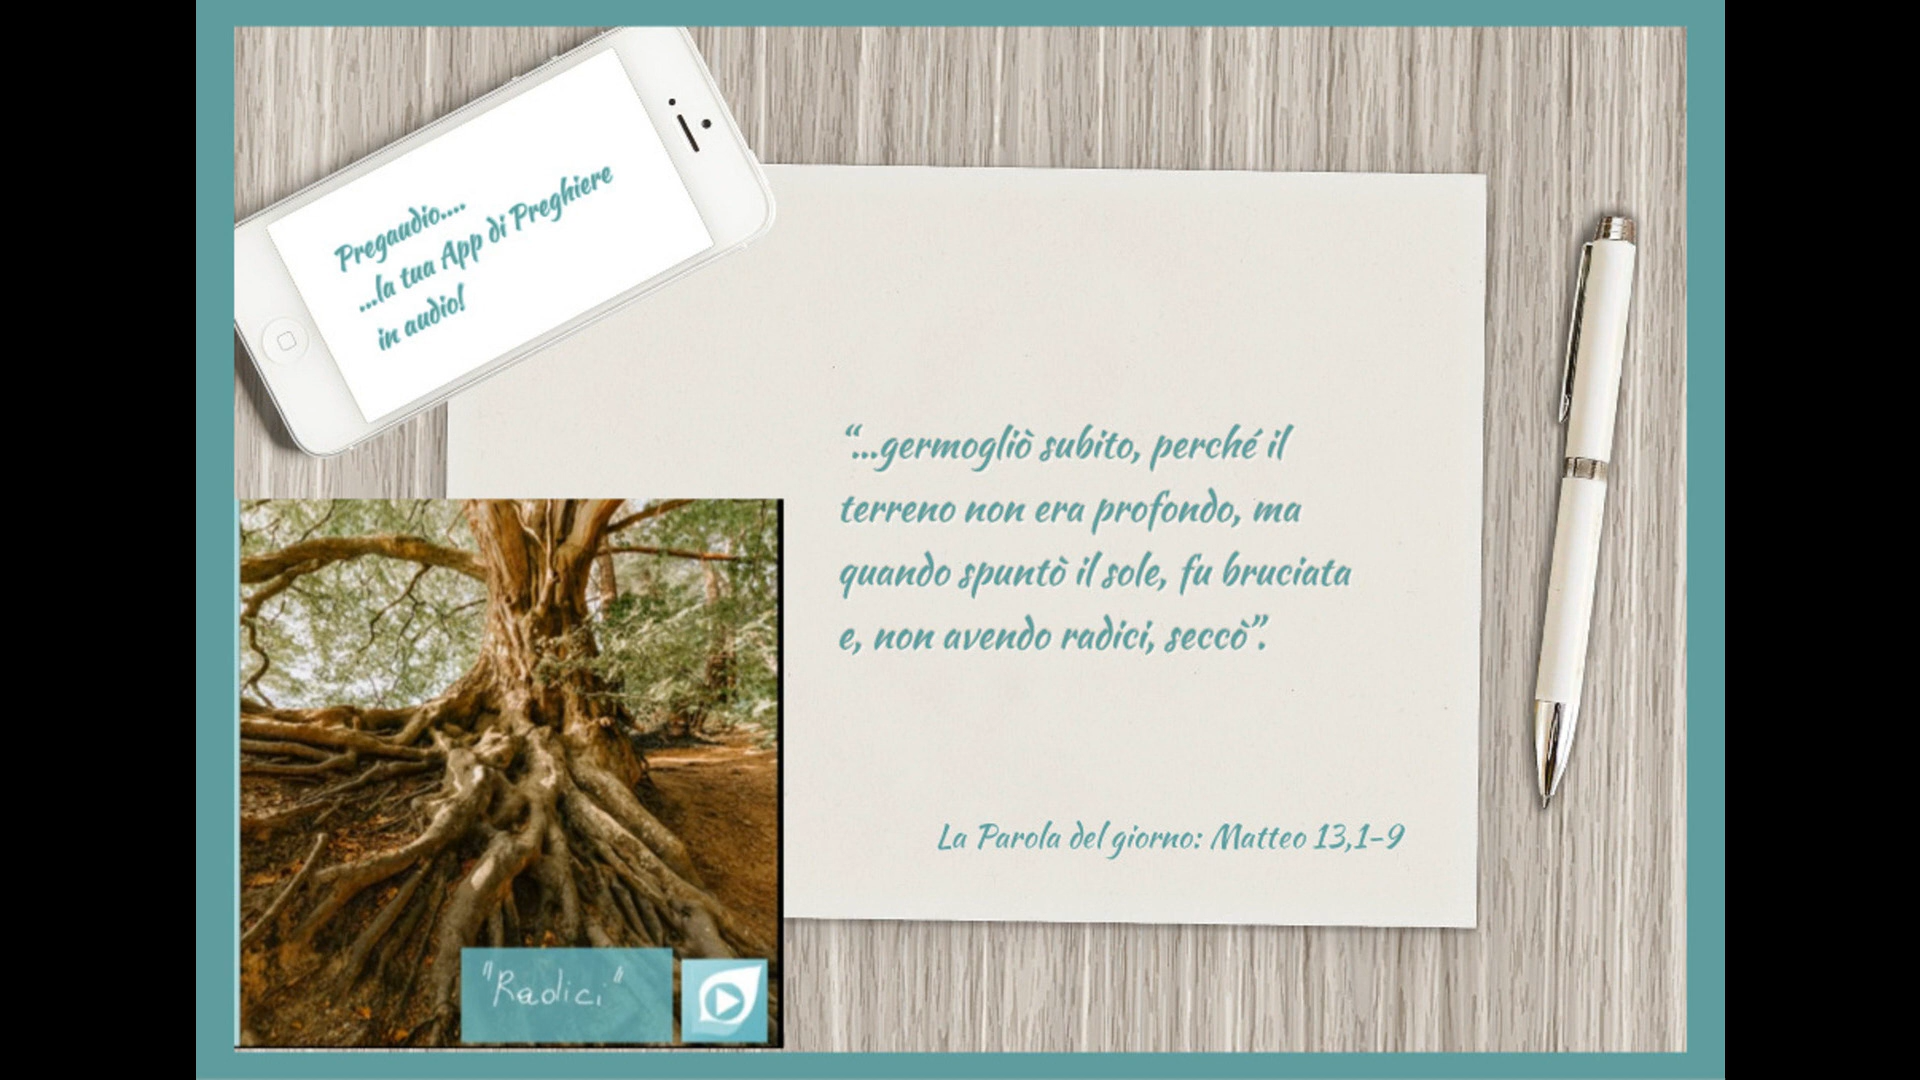 Pregaudio....
...la tua App di Preghiere
in audio!
“...germogliò subito, perché il
terreno non era profondo, ma
quando spuntò il sole, fu bruciata
e, non avendo radici, seccò”.
La Parola del giorno: Matteo 13,1-9
"Radici"